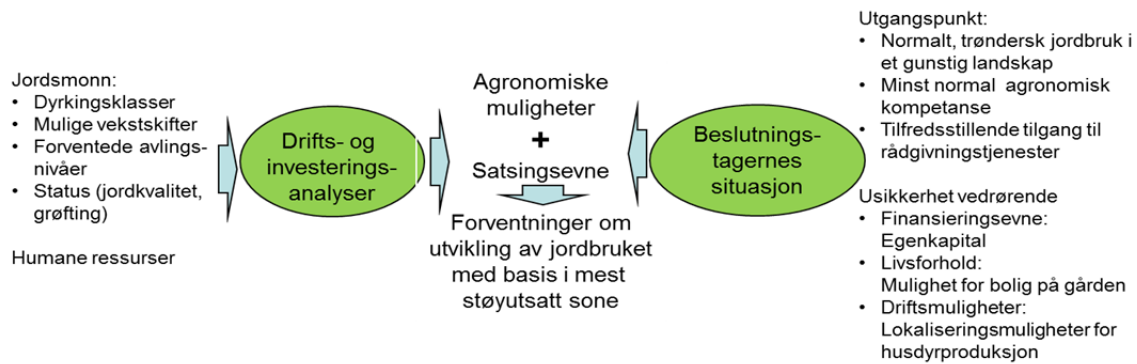 Jordsmonn:
• Dyrkingsklasser
• Mulige vekstskifter
• Forventede avlings-
nivåer
• Status (jordkvalitet,
grøfting)
Humane ressurser
Drifts- og
investerings-
analyser
Agronomiske
muligheter
+
Satsingsevne
Forventninger om
utvikling av jordbruket
med basis i mest
støyutsatt sone
Beslutnings-
tagernes
situasjon
Utgangspunkt:
• Normalt, trøndersk jordbruk i
et gunstig landskap
• Minst normal agronomisk
kompetanse
• Tilfredsstillende tilgang til
rådgivningstjenester
Usikkerhet vedrørende
• Finansieringsevne:
Egenkapital
• Livsforhold:
Mulighet for bolig på gården
• Driftsmuligheter:
Lokaliseringsmuligheter for
husdyrproduksjon